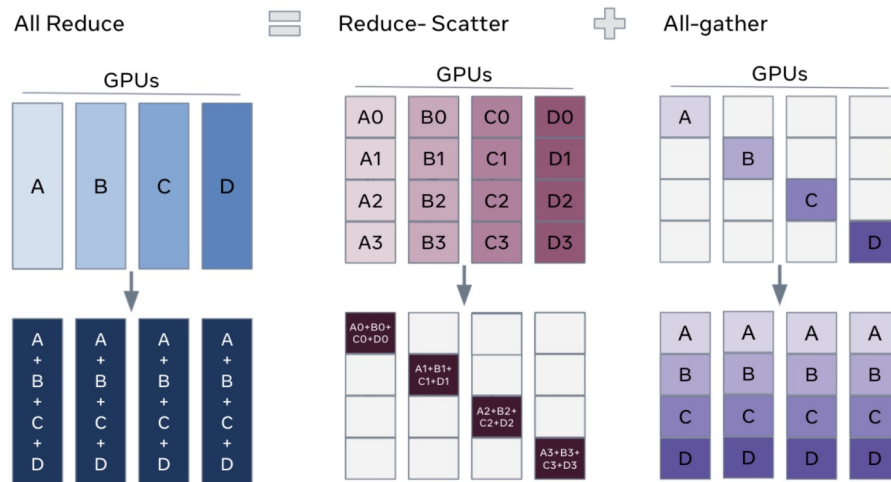 All Reduce
Reduce- Scatter
All-gather
GPUs
A B C D
A
+
B
+
C
+
D
A
+
B
+
C
+
D
A
+
B
+
C
+
D
A
+
B
+
C
+
D
GPUs
A0 B0 C0 D0
A1 B1 C1 D1
A2 B2 C2 D2
A3 B3 C3 D3
A0+B0+
C0+D0
A1+B1+
C1+D1
A2+B2+
C2+D2
A3+B3+
C3+D3
GPUs
A
B
C
D
A A A A
B B B B
C C C C
D D D D